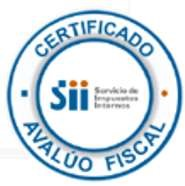 CERTIFICADO
Sii
Servicio de
Impuestos
Internos
AVALÚO FISCAL